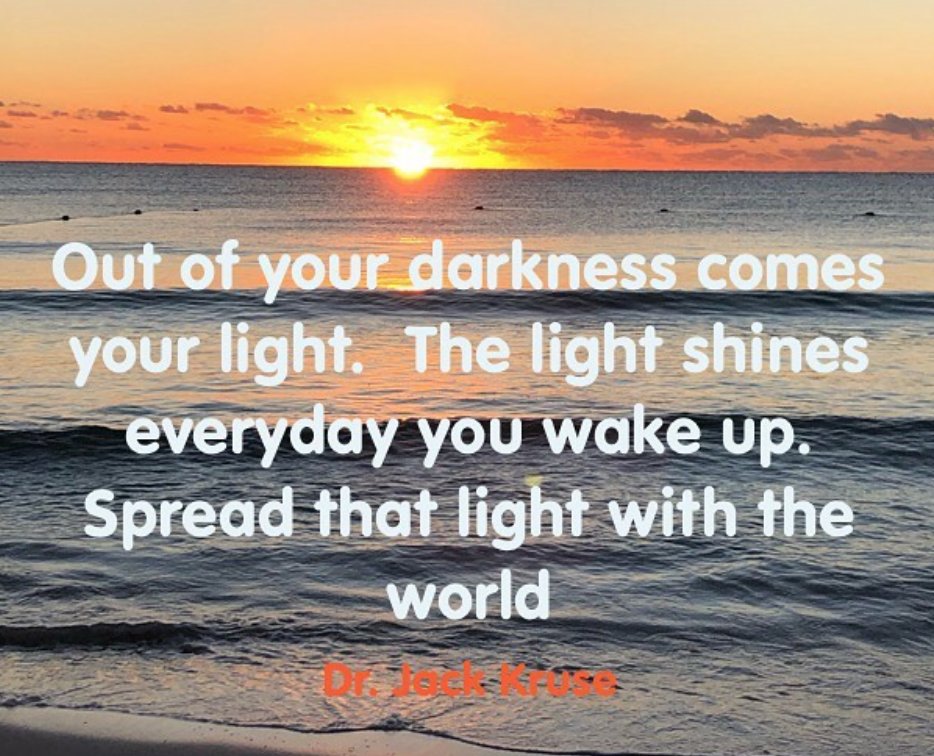 Out of your darkness comes
your light.  The light shines
everyday you wake up.
Spread that light with the
world
Dr. Jack Kruse